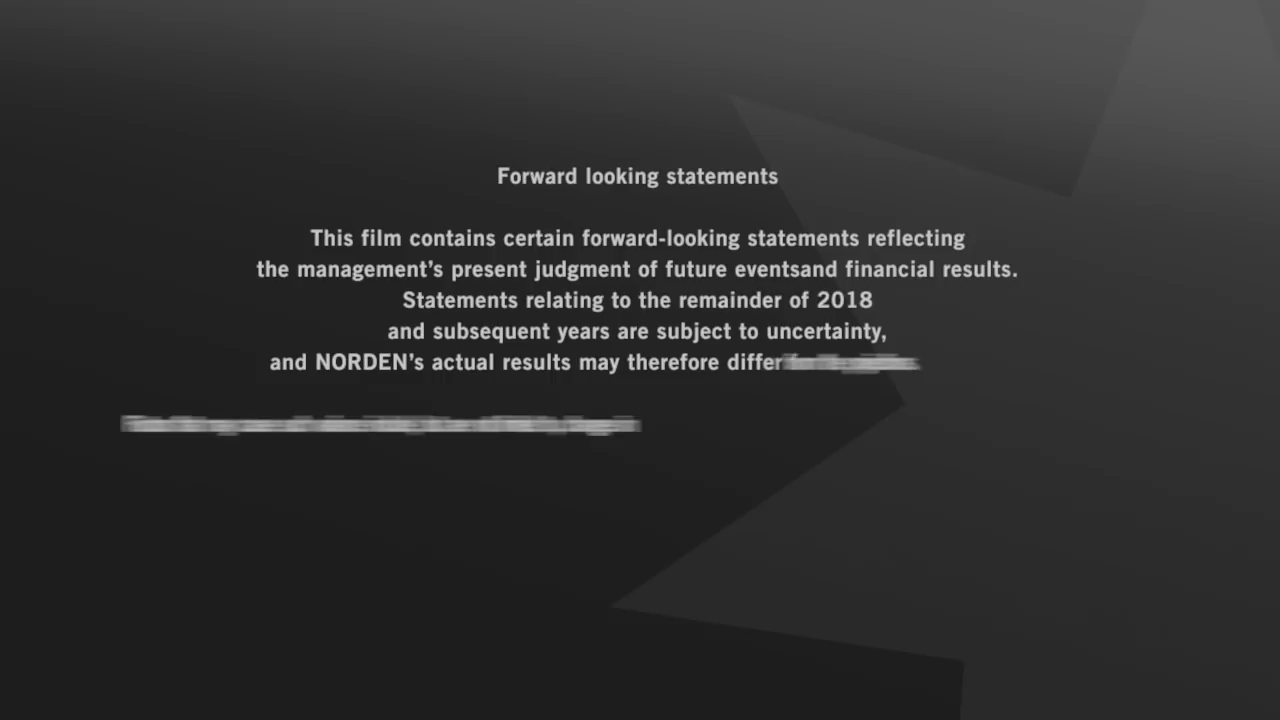 Forward looking statements
This film contains certain forward-looking statements reflecting
the management's present judgment of future eventsand financial results.
Statements relating to the remainder of 2018
and subsequent years are subject to uncertainty,
and NORDEN's actual results may therefore differ